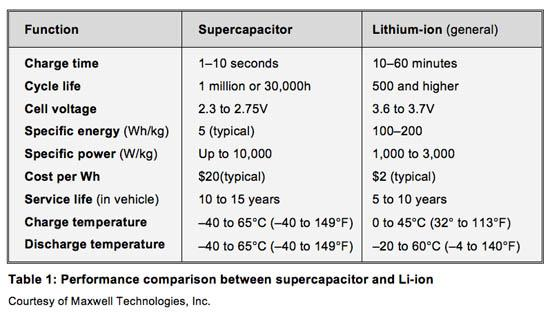 Function Supercapacitor Lithium-ion (general)
Charge time 1–10 seconds 10–60 minutes
Cycle life 1 million or 30,000h 500 and higher
Cell voltage 2.3 to 2.75V 3.6 to 3.7V
Specific energy (Wh/kg) 5 (typical) 100–200
Specific power (W/kg) Up to 10,000 1,000 to 3,000
Cost per Wh $20(typical) $2 (typical)
Service life (in vehicle) 10 to 15 years 5 to 10 years
Charge temperature –40 to 65°C (–40 to 149°F) 0 to 45°C (32° to 113°F)
Discharge temperature –40 to 65°C (–40 to 149°F) –20 to 60°C (–4 to 140°F)
Table 1: Performance comparison between supercapacitor and Li-ion
Courtesy of Maxwell Technologies, Inc.